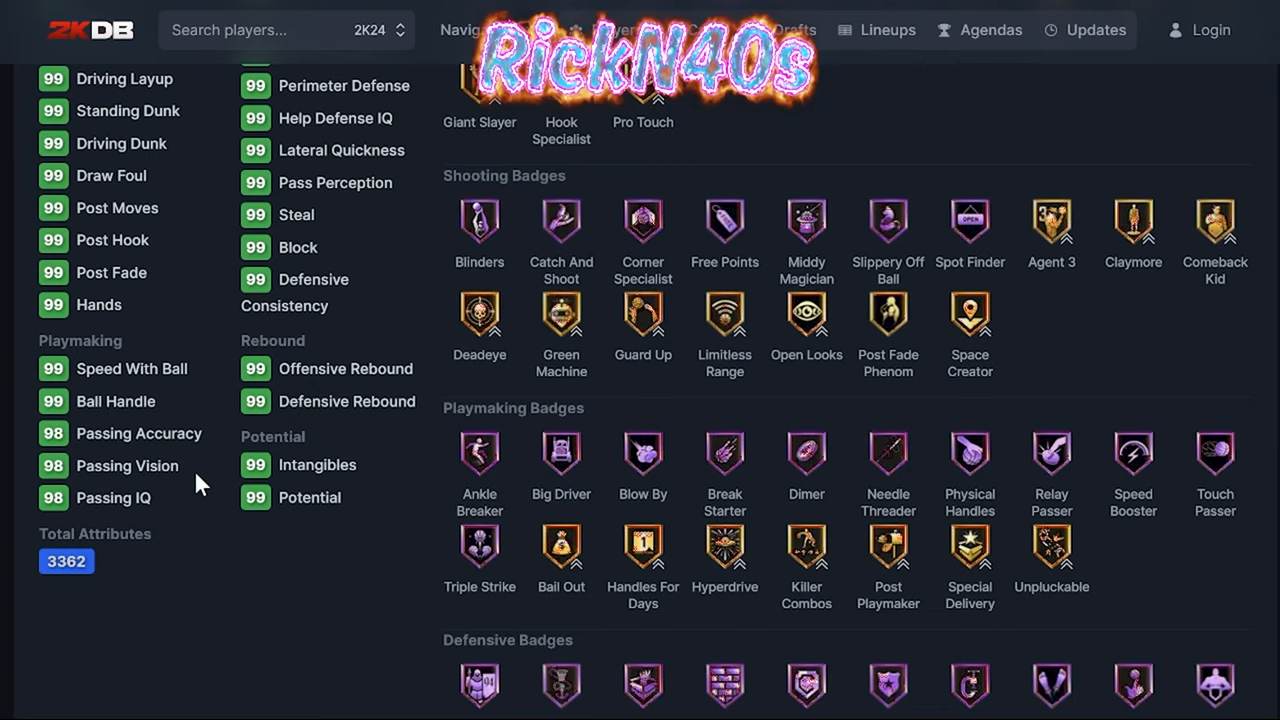 2KDB
Search players...
2K24
Lineups
Agendas
Updates
Login
RickN40s
99 Driving Layup
99 Standing Dunk
99 Driving Dunk
99 Draw Foul
99 Post Moves
99 Post Hook
99 Post Fade
99 Hands
Playmaking
99 Speed With Ball
99 Ball Handle
98 Passing Accuracy
98 Passing Vision
98 Passing IQ
Total Attributes
3362
99 Perimeter Defense
99 Help Defense IQ
99 Lateral Quickness
99 Pass Perception
99 Steal
99 Block
99 Defensive
Consistency
Rebound
99 Offensive Rebound
99 Defensive Rebound
Potential
99 Intangibles
99 Potential
Giant Slayer
Hook
Specialist
Pro Touch
Shooting Badges
Blinders
Catch And
Shoot
Corner
Specialist
Free Points
Middy
Magician
Slippery Off
Ball
Spot Finder
Agent 3
Claymore
Comeback
Kid
Deadeye
Green
Machine
Guard Up
Limitless
Range
Open Looks
Post Fade
Phenom
Space
Creator
Playmaking Badges
Ankle
Breaker
Big Driver
Blow By
Break
Starter
Dimer
Needle
Threader
Physical
Handles
Relay
Passer
Speed
Booster
Touch
Passer
Triple Strike
Bail Out
Handles For
Days
Hyperdrive
Killer
Combos
Post
Playmaker
Special
Delivery
Unpluckable
Defensive Badges